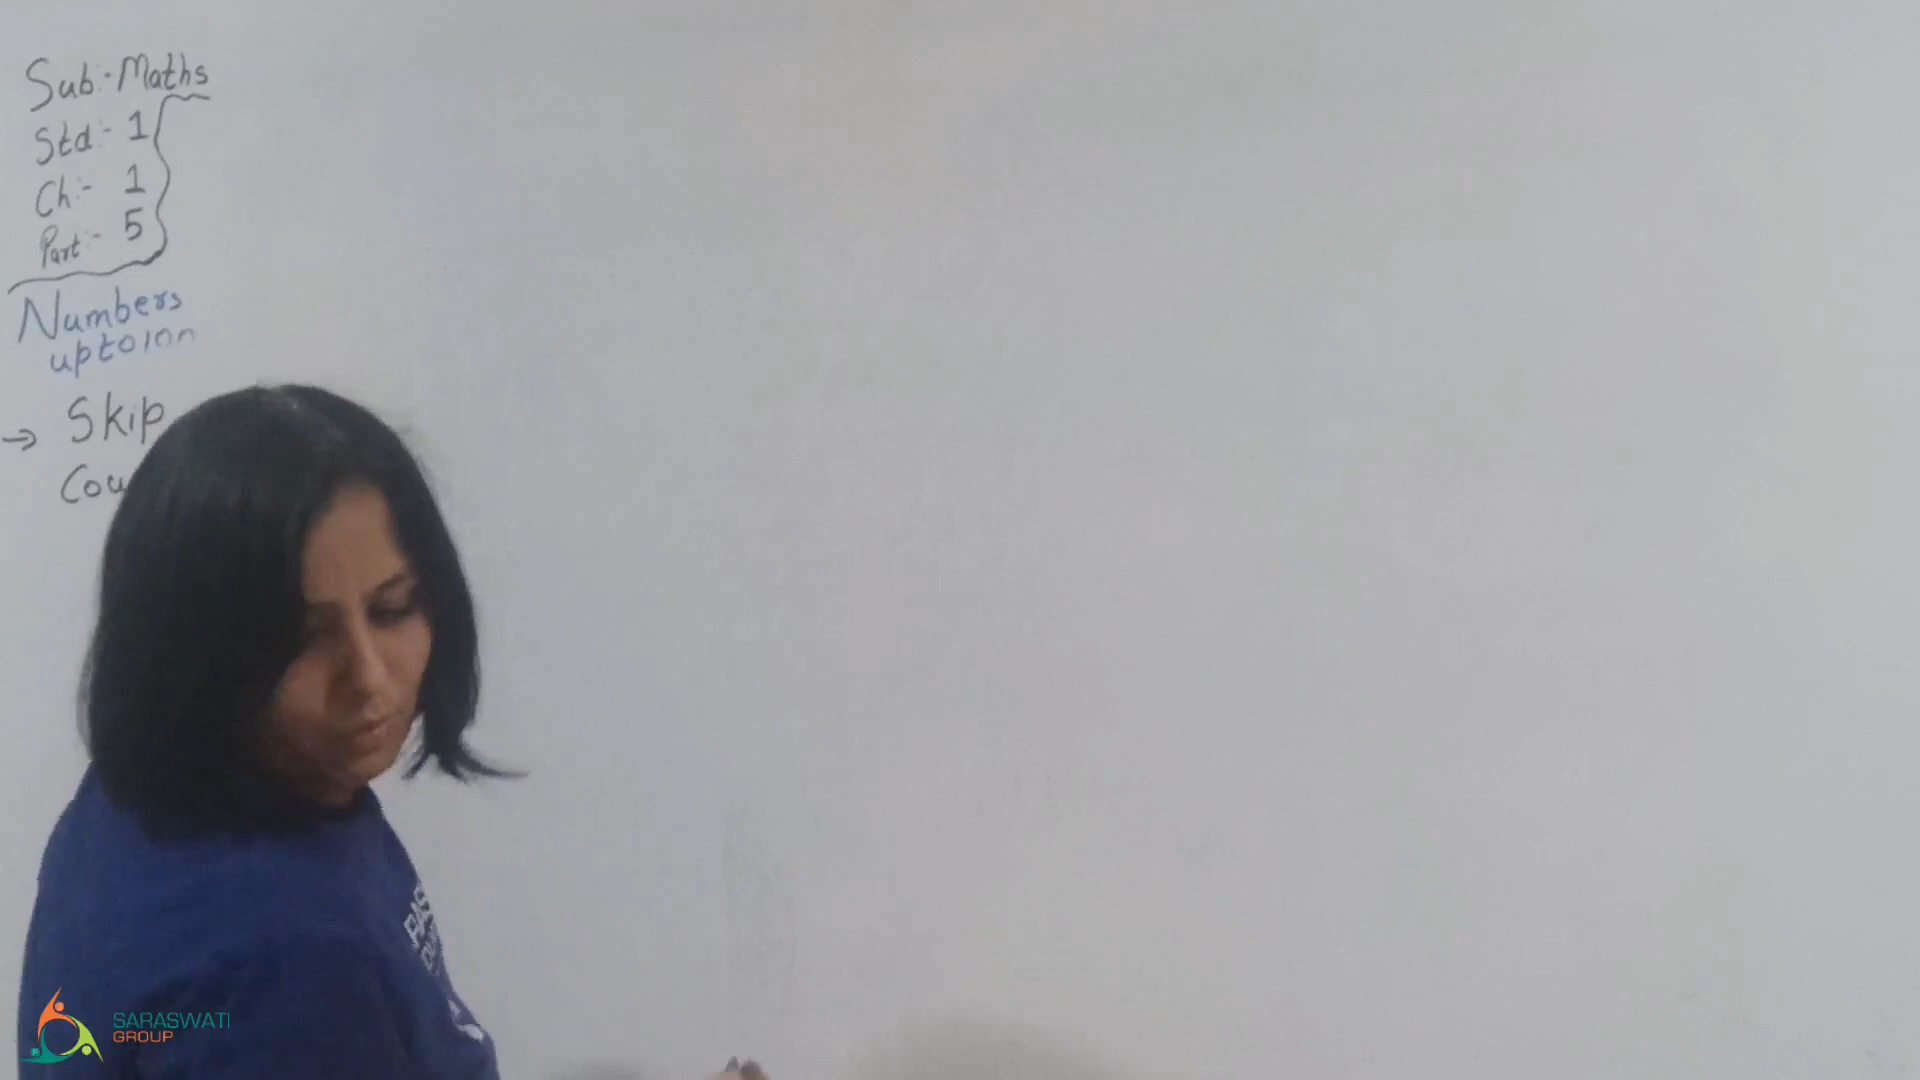 Sub:- Maths
Std:- 1
Ch:- 1
Part:- 5
Numbers
upto 100
→ Skip
Cou
SARASWATI
GROUP